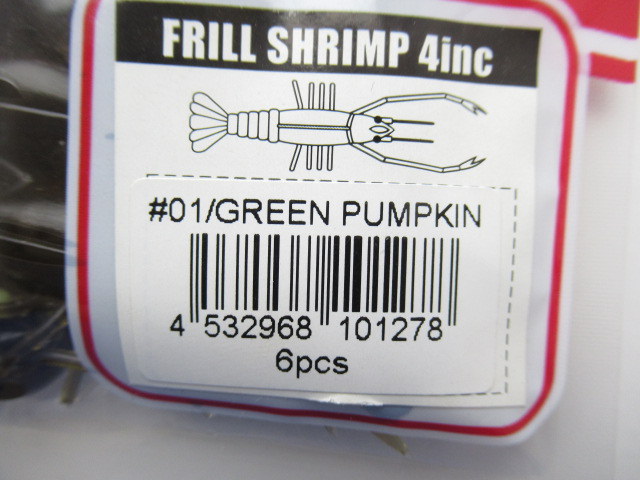 FRILL SHRIMP 4inc
#01/GREEN PUMPKIN
4 532968 101278
6pcs